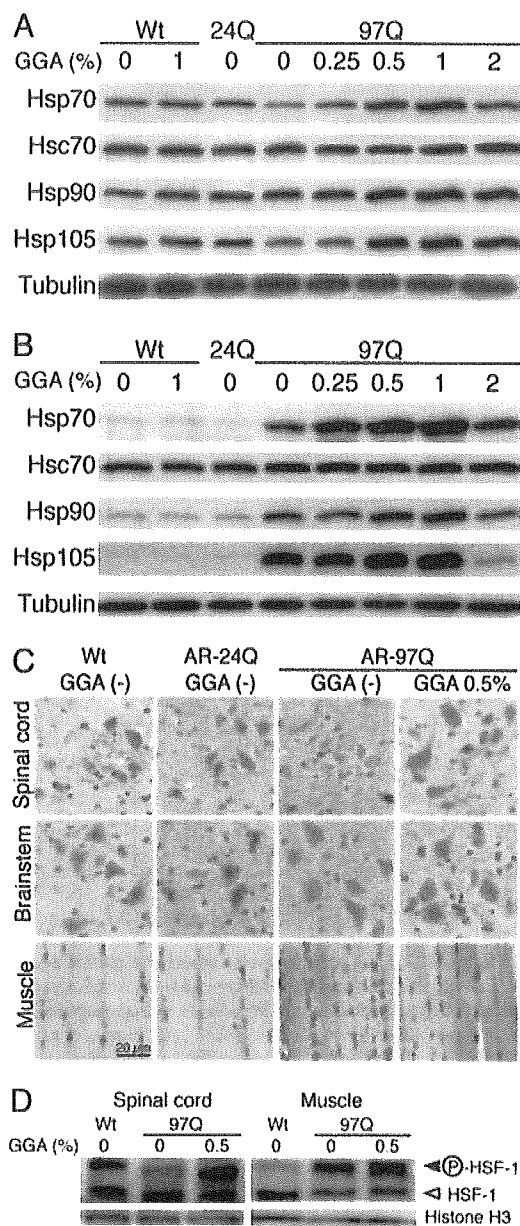 A
Wt 24Q 97Q
GGA (%) 0 1 0 0 0.25 0.5 1 2
Hsp70
Hsc70
Hsp90
Hsp105
Tubulin
B
Wt 24Q 97Q
GGA (%) 0 1 0 0 0.25 0.5 1 2
Hsp70
Hsc70
Hsp90
Hsp105
Tubulin
C
Wt AR-24Q AR-97Q
GGA (-) GGA (-) GGA (-) GGA 0.5%
Spinal cord
Brainstem
Muscle
20 μm
D
Spinal cord Muscle
Wt 97Q Wt 97Q
GGA (%) 0 0 0.5 0 0 0.5
P-HSF-1
HSF-1
Histone H3